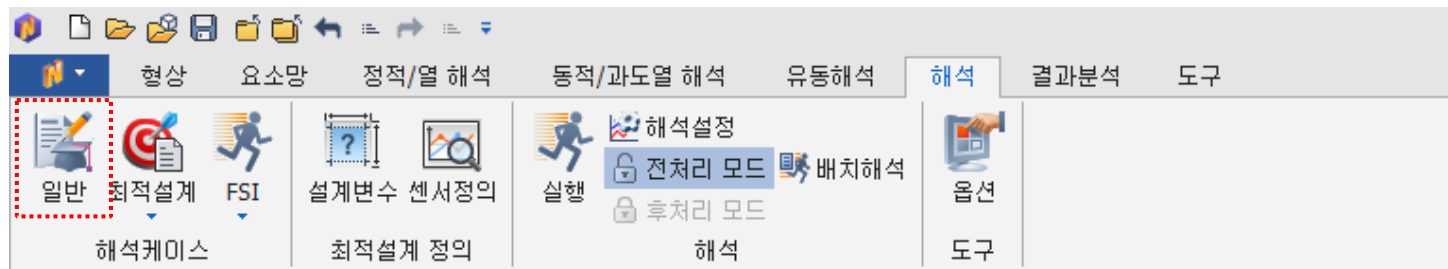 형상 요소망 정적/열 해석 동적/과도열 해석 유동해석 해석 결과분석 도구
일반 최적설계 FSI 설계변수 센서정의 실행 해석설정 전처리 모드 후처리 모드 배치해석 옵션
해석케이스 최적설계 정의 해석 도구